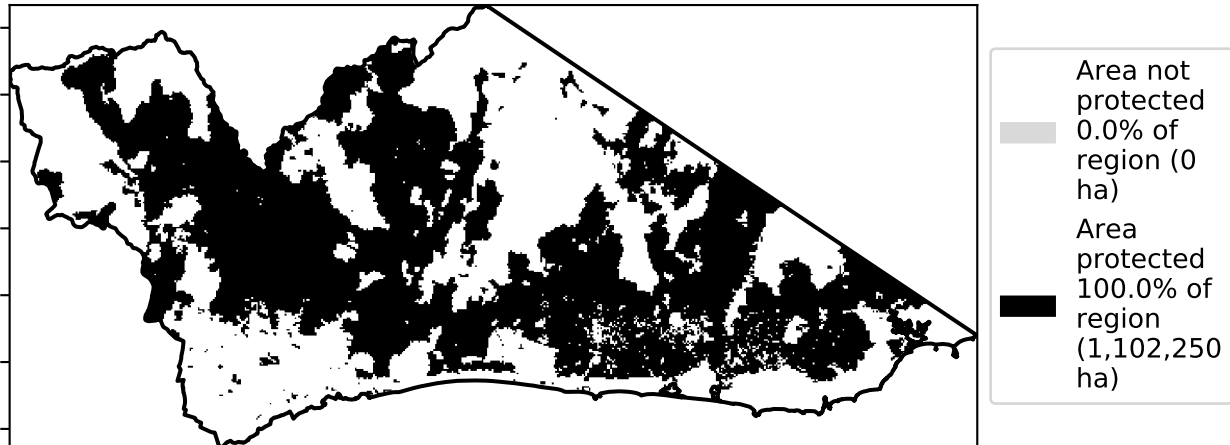 Area not
protected
0.0% of
region (0
ha)
Area
protected
100.0% of
region
(1,102,250
ha)